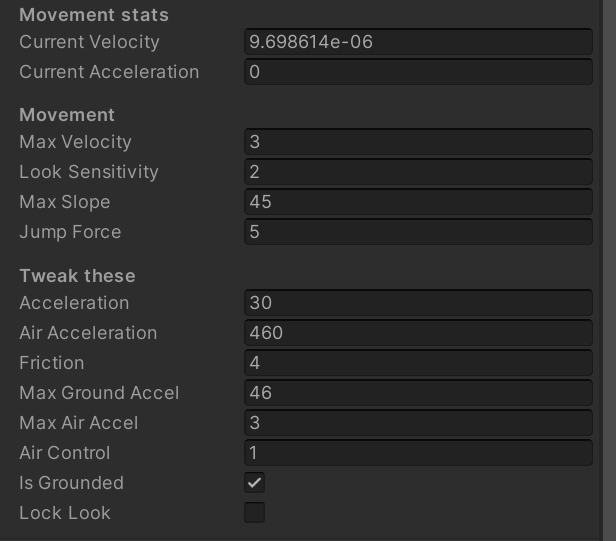 Movement stats
Current Velocity 9.698614e-06
Current Acceleration 0
Movement
Max Velocity 3
Look Sensitivity 2
Max Slope 45
Jump Force 5
Tweak these
Acceleration 30
Air Acceleration 460
Friction 4
Max Ground Accel 46
Max Air Accel 3
Air Control 1
Is Grounded
Lock Look